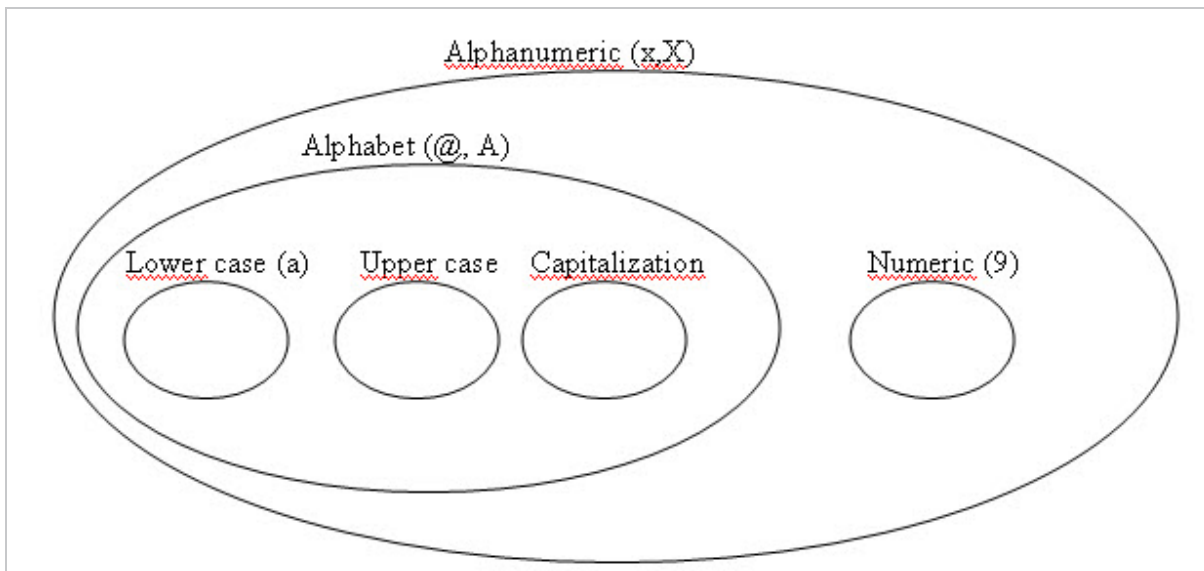 Alphanumeric (x,X)
Alphabet (@, A)
Lower case (a) Upper case Capitalization Numeric (9)